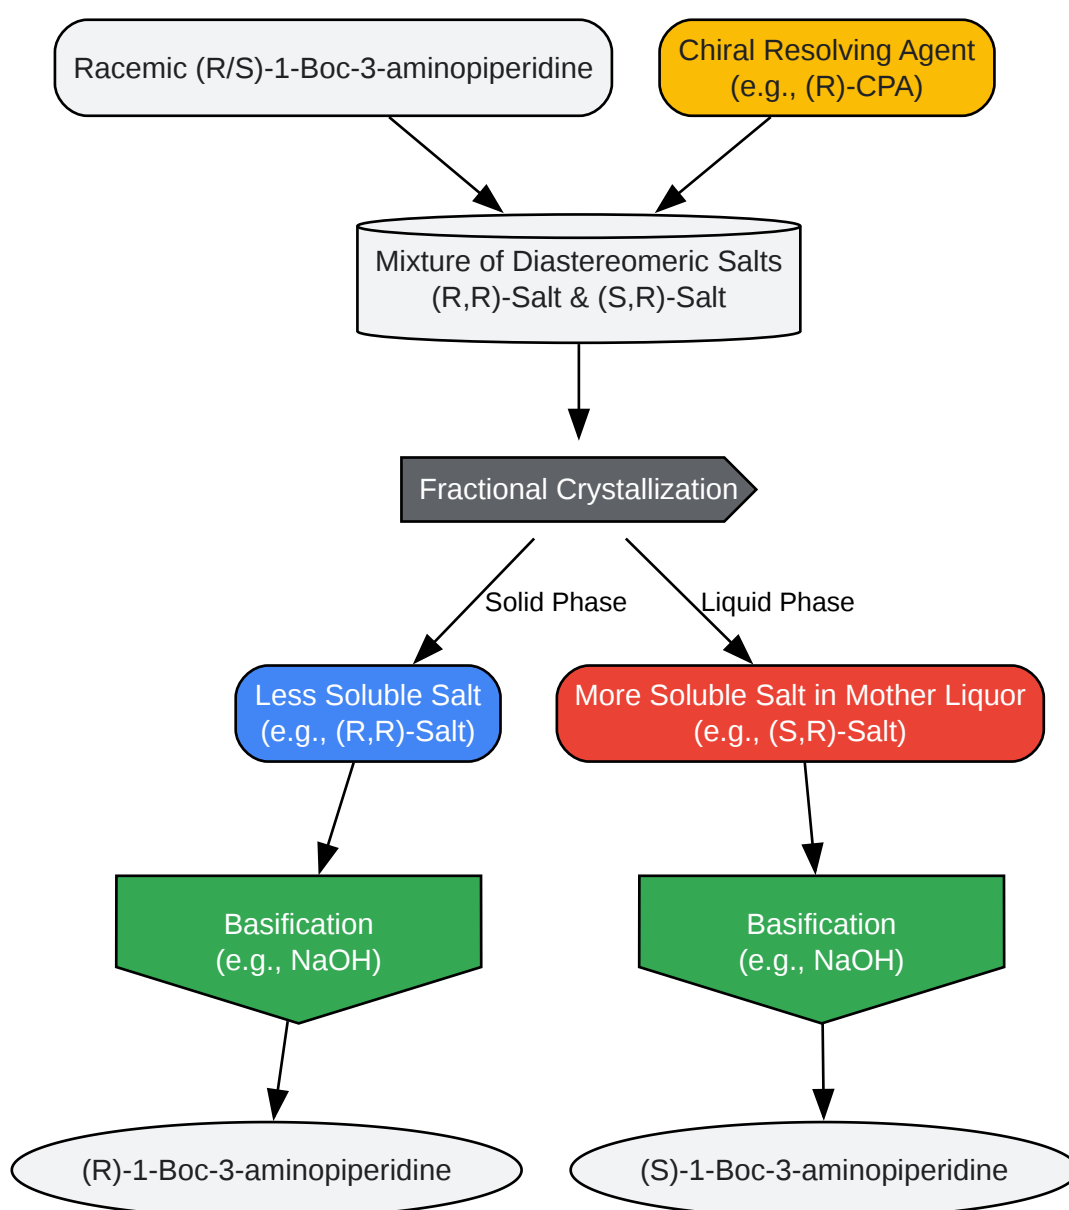 Racemic (R/S)-1-Boc-3-aminopiperidine
Chiral Resolving Agent
(e.g., (R)-CPA)
Mixture of Diastereomeric Salts
(R,R)-Salt & (S,R)-Salt
Fractional Crystallization
Solid Phase
Liquid Phase
Less Soluble Salt
(e.g., (R,R)-Salt)
More Soluble Salt in Mother Liquor
(e.g., (S,R)-Salt)
Basification
(e.g., NaOH)
Basification
(e.g., NaOH)
(R)-1-Boc-3-aminopiperidine
(S)-1-Boc-3-aminopiperidine